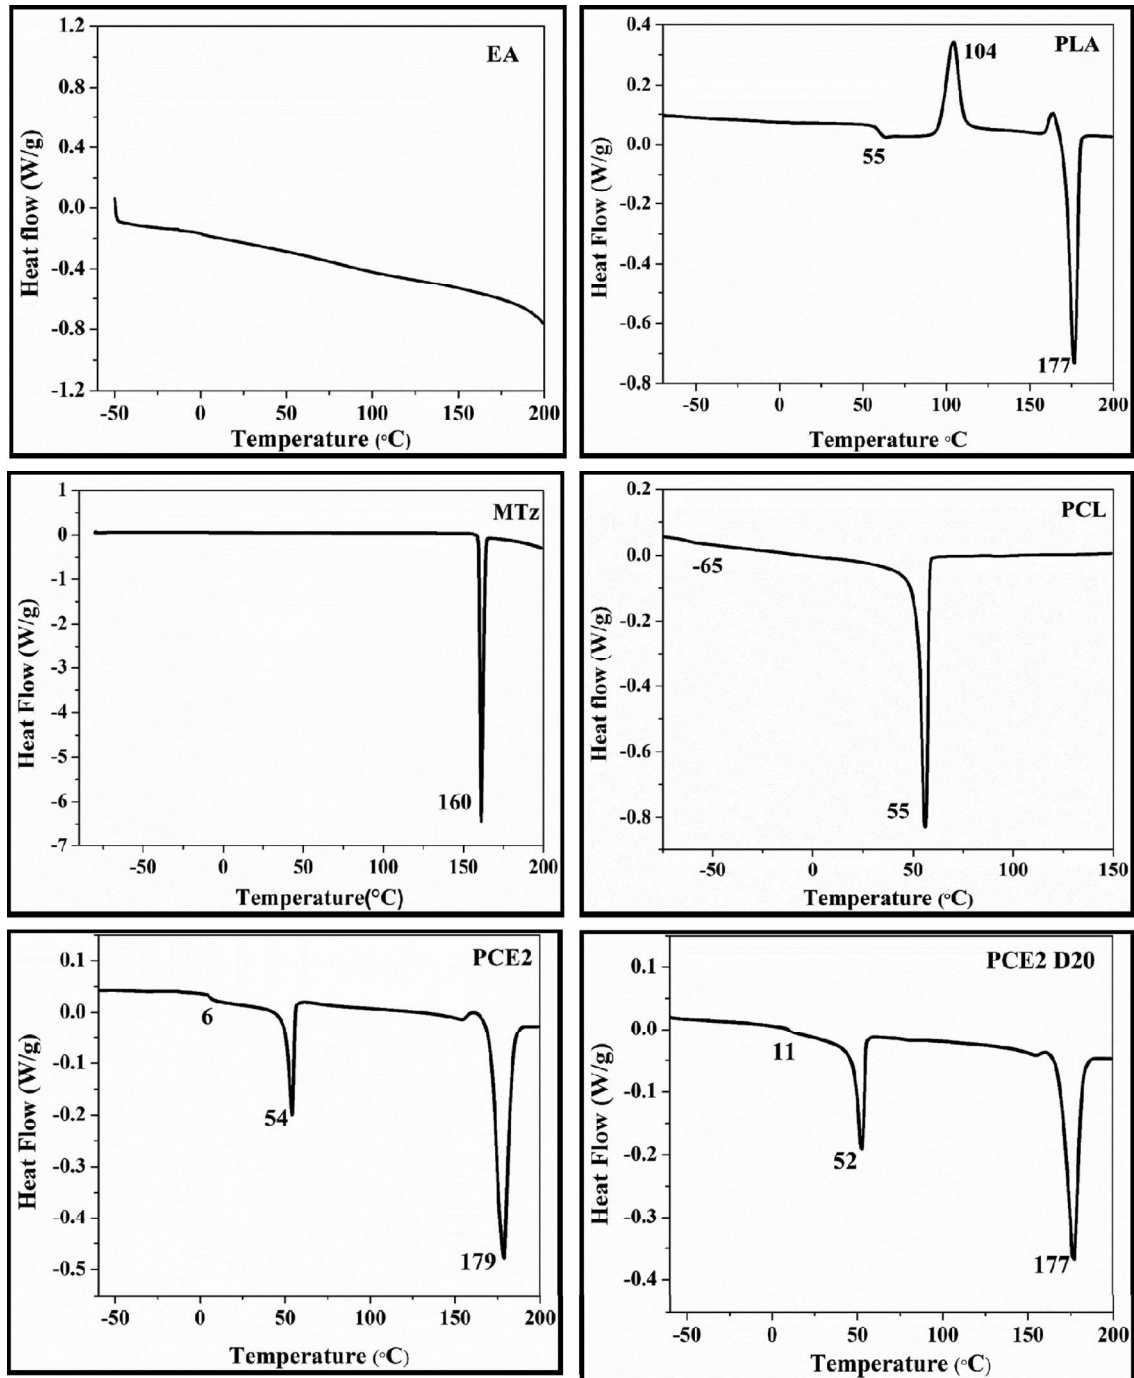 EA
1.2
0.8
0.4
0.0
-0.4
-0.8
-1.2
Heat flow (W/g)
-50 0 50 100 150 200
Temperature (°C)
PLA
104
55
177
0.4
0.2
0.0
-0.2
-0.4
-0.6
-0.8
Heat Flow (W/g)
-50 0 50 100 150 200
Temperature °C
MTz
160
1
0
-1
-2
-3
-4
-5
-6
-7
Heat Flow (W/g)
-50 0 50 100 150 200
Temperature(°C)
PCL
-65
55
0.2
0.0
-0.2
-0.4
-0.6
-0.8
Heat flow (W/g)
-50 0 50 100 150
Temperature (°C)
PCE2
6
54
179
0.1
0.0
-0.1
-0.2
-0.3
-0.4
-0.5
Heat Flow (W/g)
-50 0 50 100 150 200
Temperature (°C)
PCE2 D20
11
52
177
0.1
0.0
-0.1
-0.2
-0.3
-0.4
Heat Flow (W/g)
-50 0 50 100 150 200
Temperature (°C)